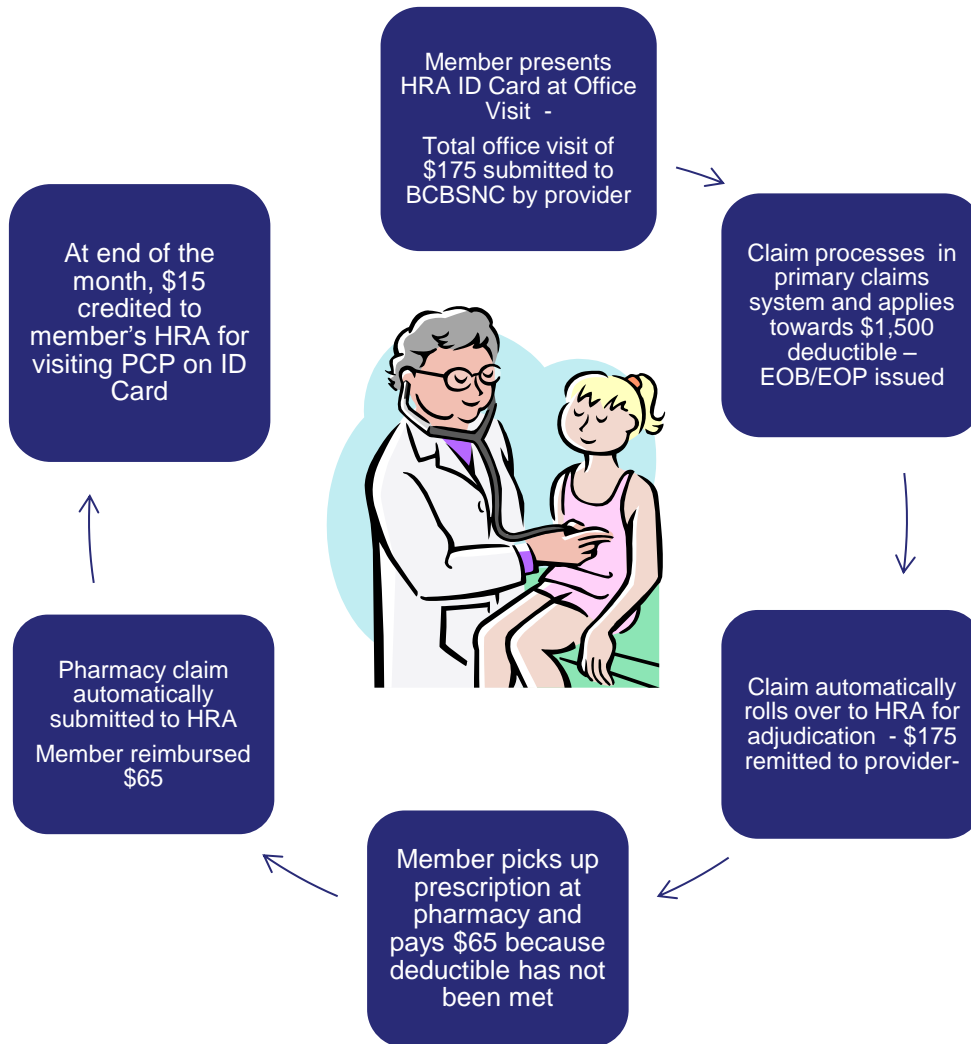 Member presents
HRA ID Card at Office
Visit  -
Total office visit of
$175 submitted to
BCBSNC by provider
Claim processes  in
primary claims
system and applies
towards $1,500
deductible –
EOB/EOP issued
Claim automatically
rolls over to HRA for
adjudication  - $175
remitted to provider-
Member picks up
prescription at
pharmacy and
pays $65 because
deductible has not
been met
Pharmacy claim
automatically
submitted to HRA
Member reimbursed
$65
At end of the
month, $15
credited to
member’s HRA for
visiting PCP on ID
Card